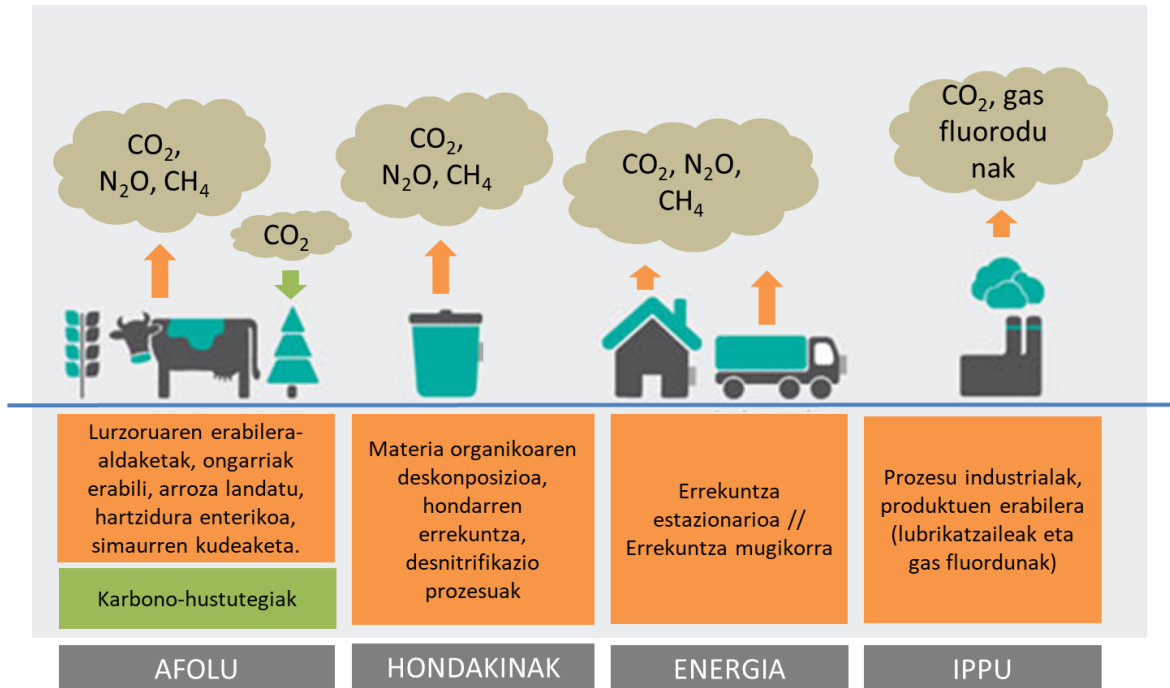 CO₂,
N₂O, CH₄
CO₂
CO₂,
N₂O, CH₄
CO₂, N₂O,
CH₄
CO₂, gas
fluorodu
nak
Lurzoruaren erabilera-
aldaketak, ongarriak
erabili, arroza landatu,
hartzidura enterikoa,
simaurren kudeaketa.
Karbono-hustutegiak
AFOLU
Materia organikoaren
deskonposizioa,
hondarren
errekuntza,
desnitrifikazio
prozesuak
HONDAKINAK
Errekuntza
estazionarioa //
Errekuntza mugikorra
ENERGIA
Prozesu industrialak,
produktuen erabilera
(lubrikatzaileak eta
gas fluordunak)
IPPU